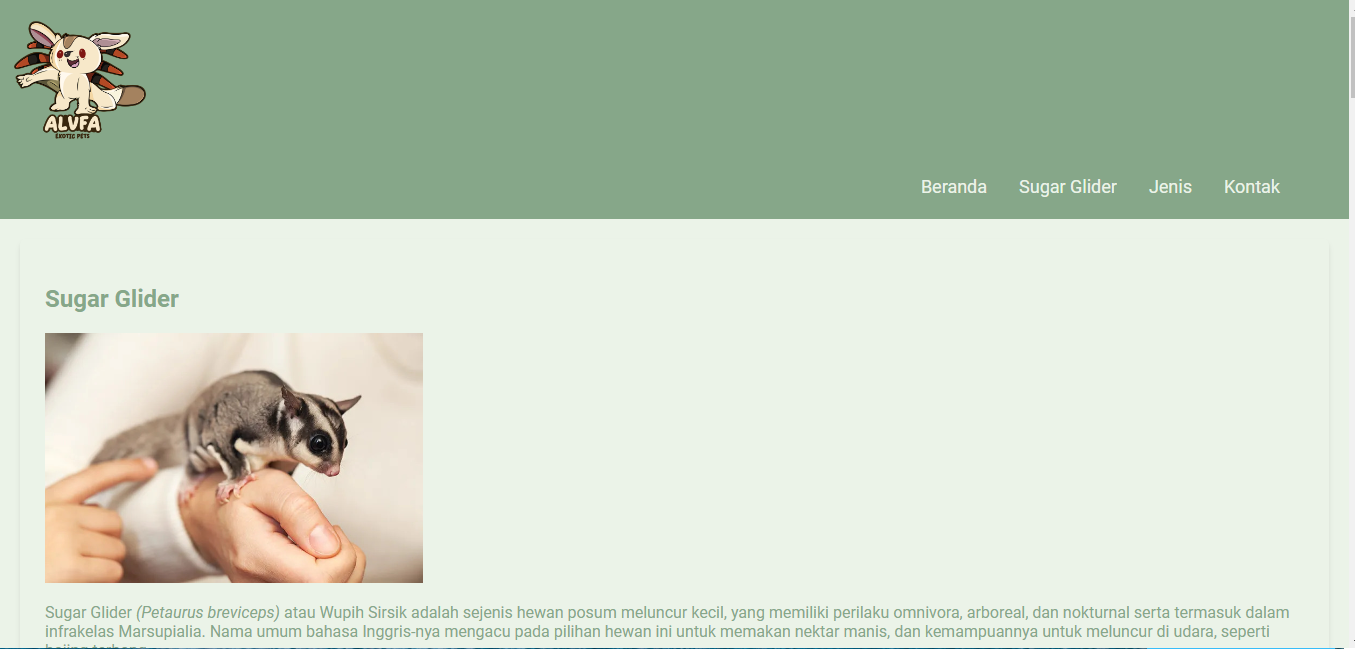 ALVFA
EXOTIC PETS
Beranda Sugar Glider Jenis Kontak
Sugar Glider
Sugar Glider (Petaurus breviceps) atau Wupih Sirsik adalah sejenis hewan posum meluncur kecil, yang memiliki perilaku omnivora, arboreal, dan nokturnal serta termasuk dalam
infrakelas Marsupialia. Nama umum bahasa Inggris-nya mengacu pada pilihan hewan ini untuk memakan nektar manis, dan kemampuannya untuk meluncur di udara, seperti